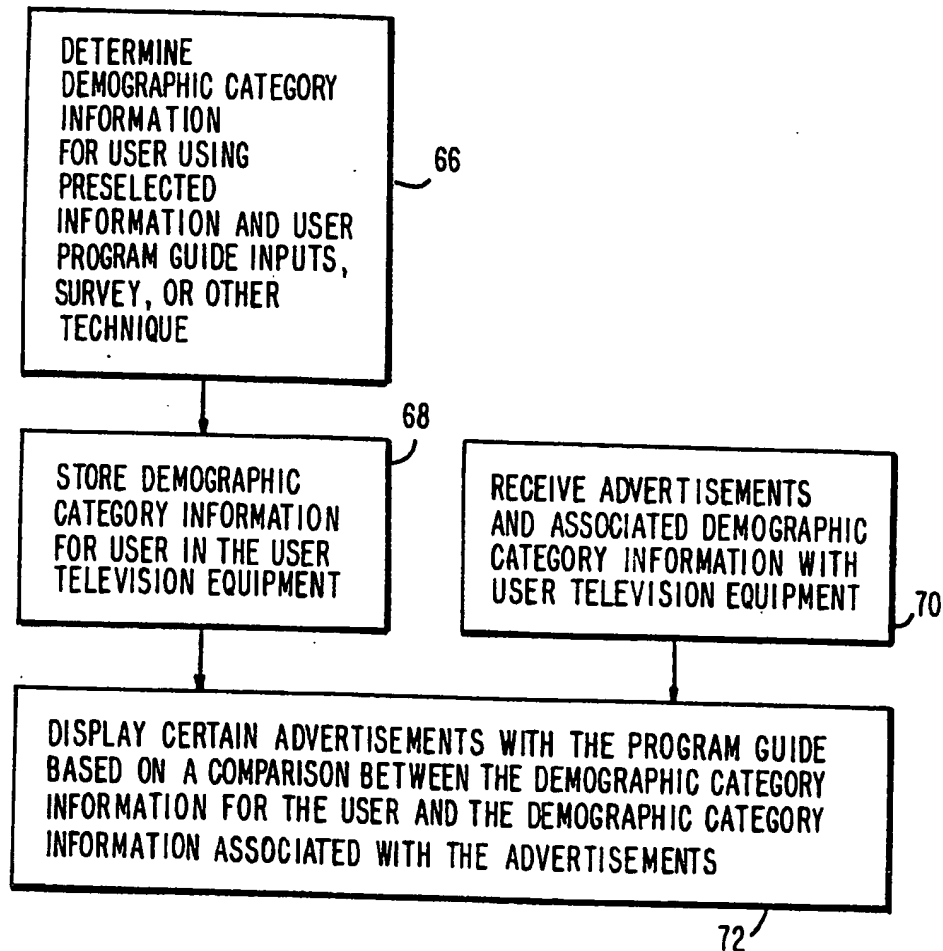 DETERMINE
DEMOGRAPHIC CATEGORY
INFORMATION
FOR USER USING
PRESELECTED
INFORMATION AND USER
PROGRAM GUIDE INPUTS,
SURVEY, OR OTHER
TECHNIQUE
66
STORE DEMOGRAPHIC
CATEGORY INFORMATION
FOR USER IN THE USER
TELEVISION EQUIPMENT
68
RECEIVE ADVERTISEMENTS
AND ASSOCIATED DEMOGRAPHIC
CATEGORY INFORMATION WITH
USER TELEVISION EQUIPMENT
70
DISPLAY CERTAIN ADVERTISEMENTS WITH THE PROGRAM GUIDE
BASED ON A COMPARISON BETWEEN THE DEMOGRAPHIC CATEGORY
INFORMATION FOR THE USER AND THE DEMOGRAPHIC CATEGORY
INFORMATION ASSOCIATED WITH THE ADVERTISEMENTS
72